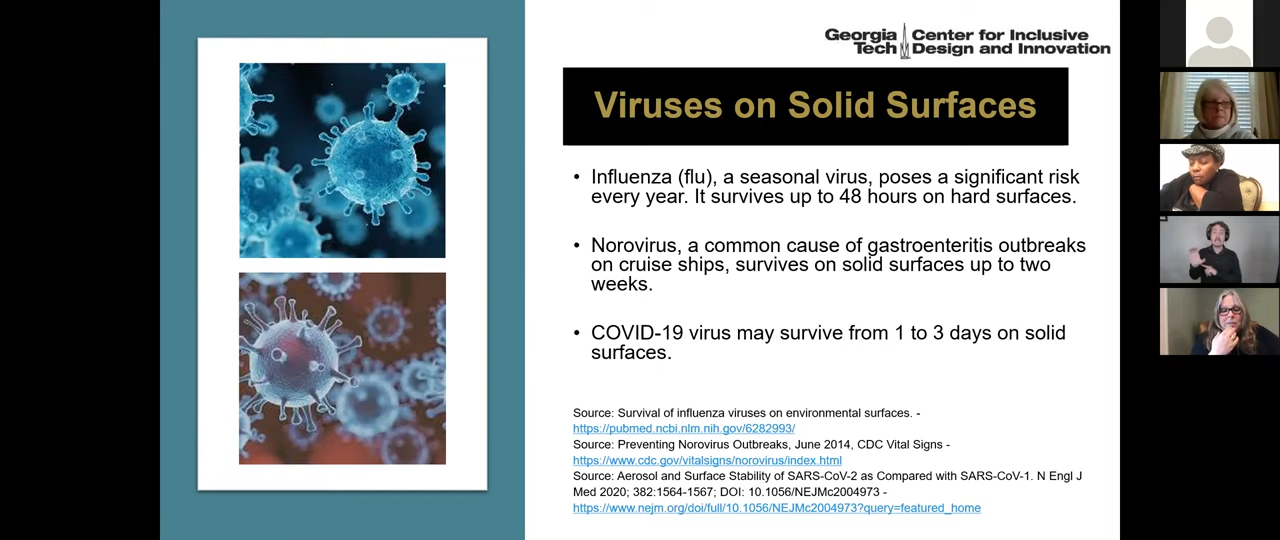 Georgia Tech
Center for Inclusive
Design and Innovation
Viruses on Solid Surfaces
• Influenza (flu), a seasonal virus, poses a significant risk
every year. It survives up to 48 hours on hard surfaces.
• Norovirus, a common cause of gastroenteritis outbreaks
on cruise ships, survives on solid surfaces up to two
weeks.
• COVID-19 virus may survive from 1 to 3 days on solid
surfaces.
Source: Survival of influenza viruses on environmental surfaces. -
https://pubmed.ncbi.nlm.nih.gov/6282993/
Source: Preventing Norovirus Outbreaks, June 2014, CDC Vital Signs -
https://www.cdc.gov/vitalsigns/norovirus/index.html
Source: Aerosol and Surface Stability of SARS-CoV-2 as Compared with SARS-CoV-1. N Engl J
Med 2020; 382:1564-1567; DOI: 10.1056/NEJMc2004973 -
https://www.nejm.org/doi/full/10.1056/NEJMc2004973?query=featured_home